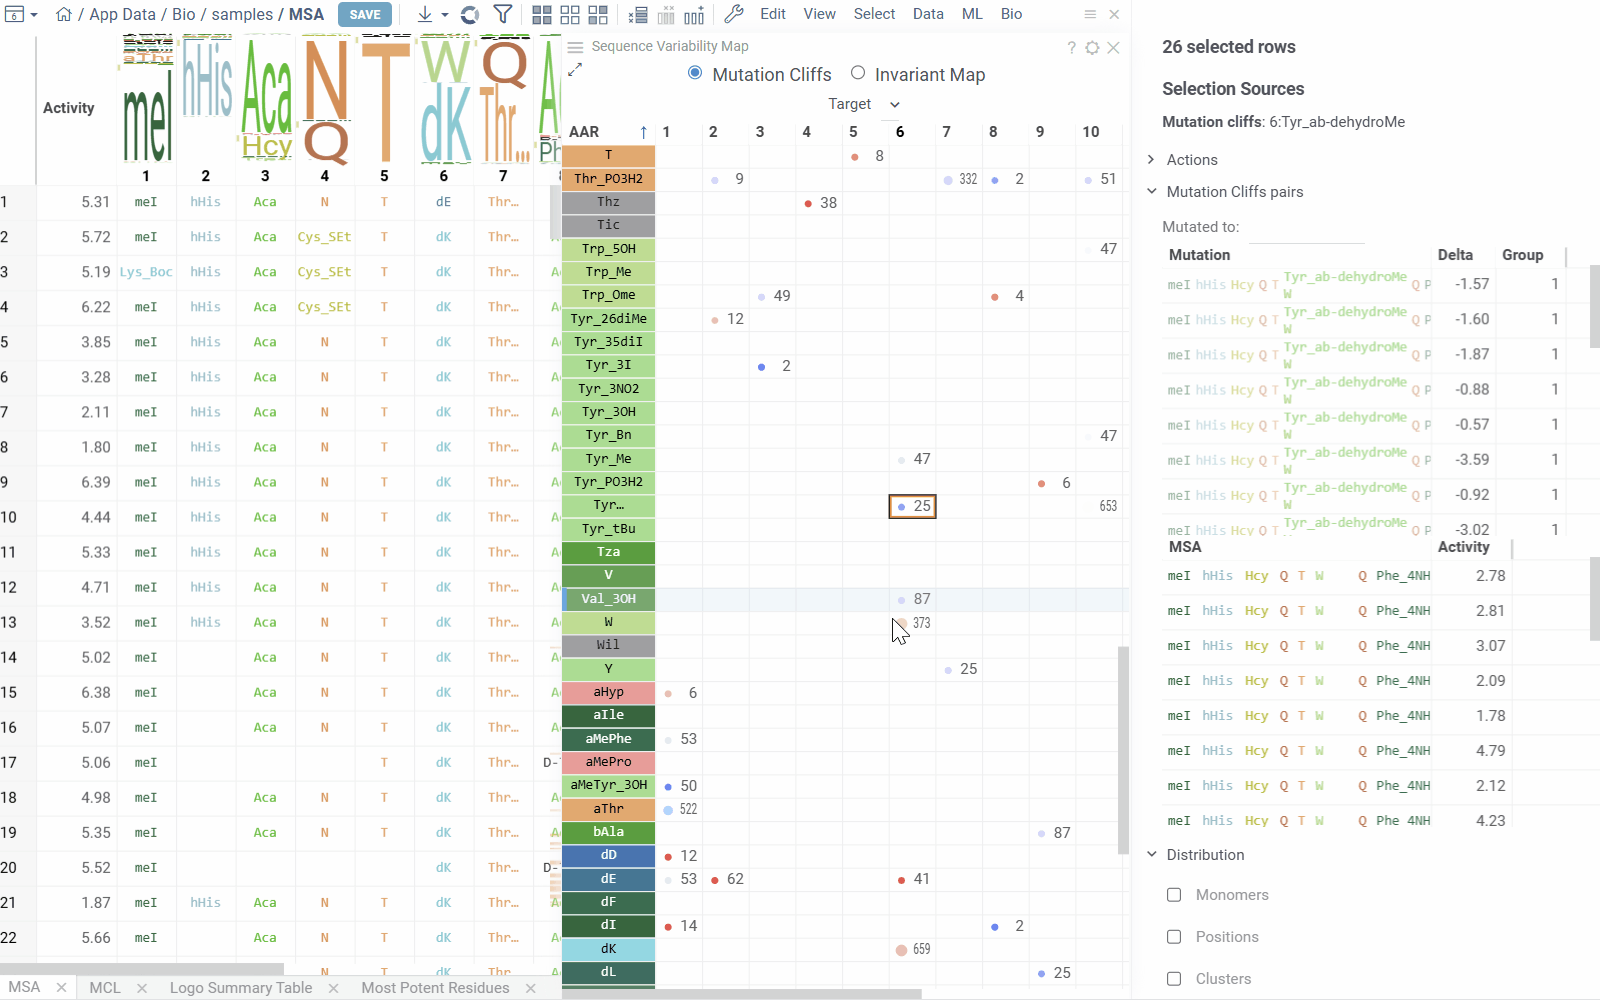 6 / App Data / Bio / samples / MSA SAVE Edit View Select Data ML Bio
Sequence Variability Map
Mutation Cliffs Invariant Map
Target
AAR 1 2 3 4 5 6 7 8 9 10
T 8
Thr_PO3H2 9 332 2 51
Thz 38
Tic
Trp_5OH 47
Trp_Me
Trp_Ome 49 4
Tyr_26diMe 12
Tyr_35diI
Tyr_3I 2
Tyr_3NO2
Tyr_3OH
Tyr_Bn 47
Tyr_Me 47
Tyr_PO3H2 6
Tyr… 25 653
Tyr_tBu
Tza
V
Val_3OH 87
W 373
Wil
Y 25
aHyp 6
aIle
aMePhe 53
aMePro
aMeTyr_3OH 50
aThr 522
bAla 87
dD 12
dE 53 62 41
dF
dI 14 2
dK 659
dL 25
aThr
meI hHis Aca Hcy N Q T W dK Q Thr… A Ph
Activity 1 2 3 4 5 6 7
1 5.31 meI hHis Aca N T dE Thr…
2 5.72 meI hHis Aca Cys_SEt T dK Thr…
3 5.19 Lys_Boc hHis Aca Cys_SEt T dK Thr…
4 6.22 meI hHis Aca Cys_SEt T dK Thr…
5 3.85 meI hHis Aca N T dK Thr…
6 3.28 meI hHis Aca N T dK Thr…
7 2.11 meI hHis Aca N T dK Thr…
8 1.80 meI hHis Aca N T dK Thr…
9 6.39 meI hHis Aca N T dK Thr…
10 4.44 meI hHis Aca N T dK Thr…
11 5.33 meI hHis Aca N T dK Thr…
12 4.71 meI hHis Aca N T dK Thr…
13 3.52 meI hHis Aca N T dK Thr…
14 5.02 meI Aca N T dK Thr…
15 6.38 meI Aca N T dK Thr…
16 5.07 meI Aca N T dK Thr…
17 5.06 meI T dK Thr… D-
18 4.98 meI Aca N T dK Thr…
19 5.35 meI Aca N T dK Thr…
20 5.52 meI dK Thr… D-
21 1.87 meI hHis Aca N T dK Thr…
22 5.66 meI Aca N T dK Thr…
N T dK Thr…
MSA MCL Logo Summary Table Most Potent Residues
26 selected rows
Selection Sources
Mutation cliffs: 6:Tyr_ab-dehydroMe
Actions
Mutation Cliffs pairs
Mutated to:
Mutation Delta Group
meI hHis Hcy Q T Tyr_ab-dehydroMe W Q P -1.57 1
meI hHis Hcy Q T Tyr_ab-dehydroMe W Q P -1.60 1
meI hHis Hcy Q T Tyr_ab-dehydroMe W Q P -1.87 1
meI hHis Hcy Q T Tyr_ab-dehydroMe W Q P -0.88 1
meI hHis Hcy Q T Tyr_ab-dehydroMe W Q P -0.57 1
meI hHis Hcy Q T Tyr_ab-dehydroMe W Q P -3.59 1
meI hHis Hcy Q T Tyr_ab-dehydroMe W Q P -0.92 1
meI hHis Hcy Q T Tyr_ab-dehydroMe Q P -3.02 1
MSA Activity
meI hHis Hcy Q T W Q Phe_4NH 2.78
meI hHis Hcy Q T W Q Phe_4NH 2.81
meI hHis Hcy Q T W Q Phe_4NH 3.07
meI hHis Hcy Q T W Q Phe_4NH 2.09
meI hHis Hcy Q T W Q Phe_4NH 1.78
meI hHis Hcy Q T W Q Phe_4NH 4.79
meI hHis Hcy Q T W Q Phe_4NH 2.12
meI hHis Hcy Q T W Q Phe 4NH 4.23
Distribution
Monomers
Positions
Clusters